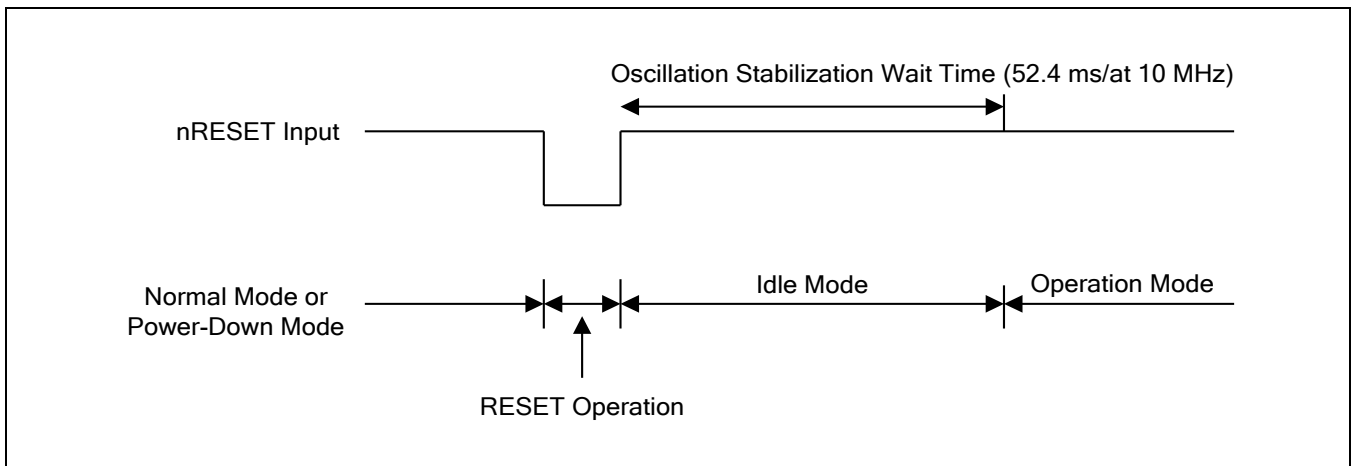 Oscillation Stabilization Wait Time (52.4 ms/at 10 MHz)
nRESET Input
Idle Mode
Operation Mode
Normal Mode or
Power-Down Mode
RESET Operation